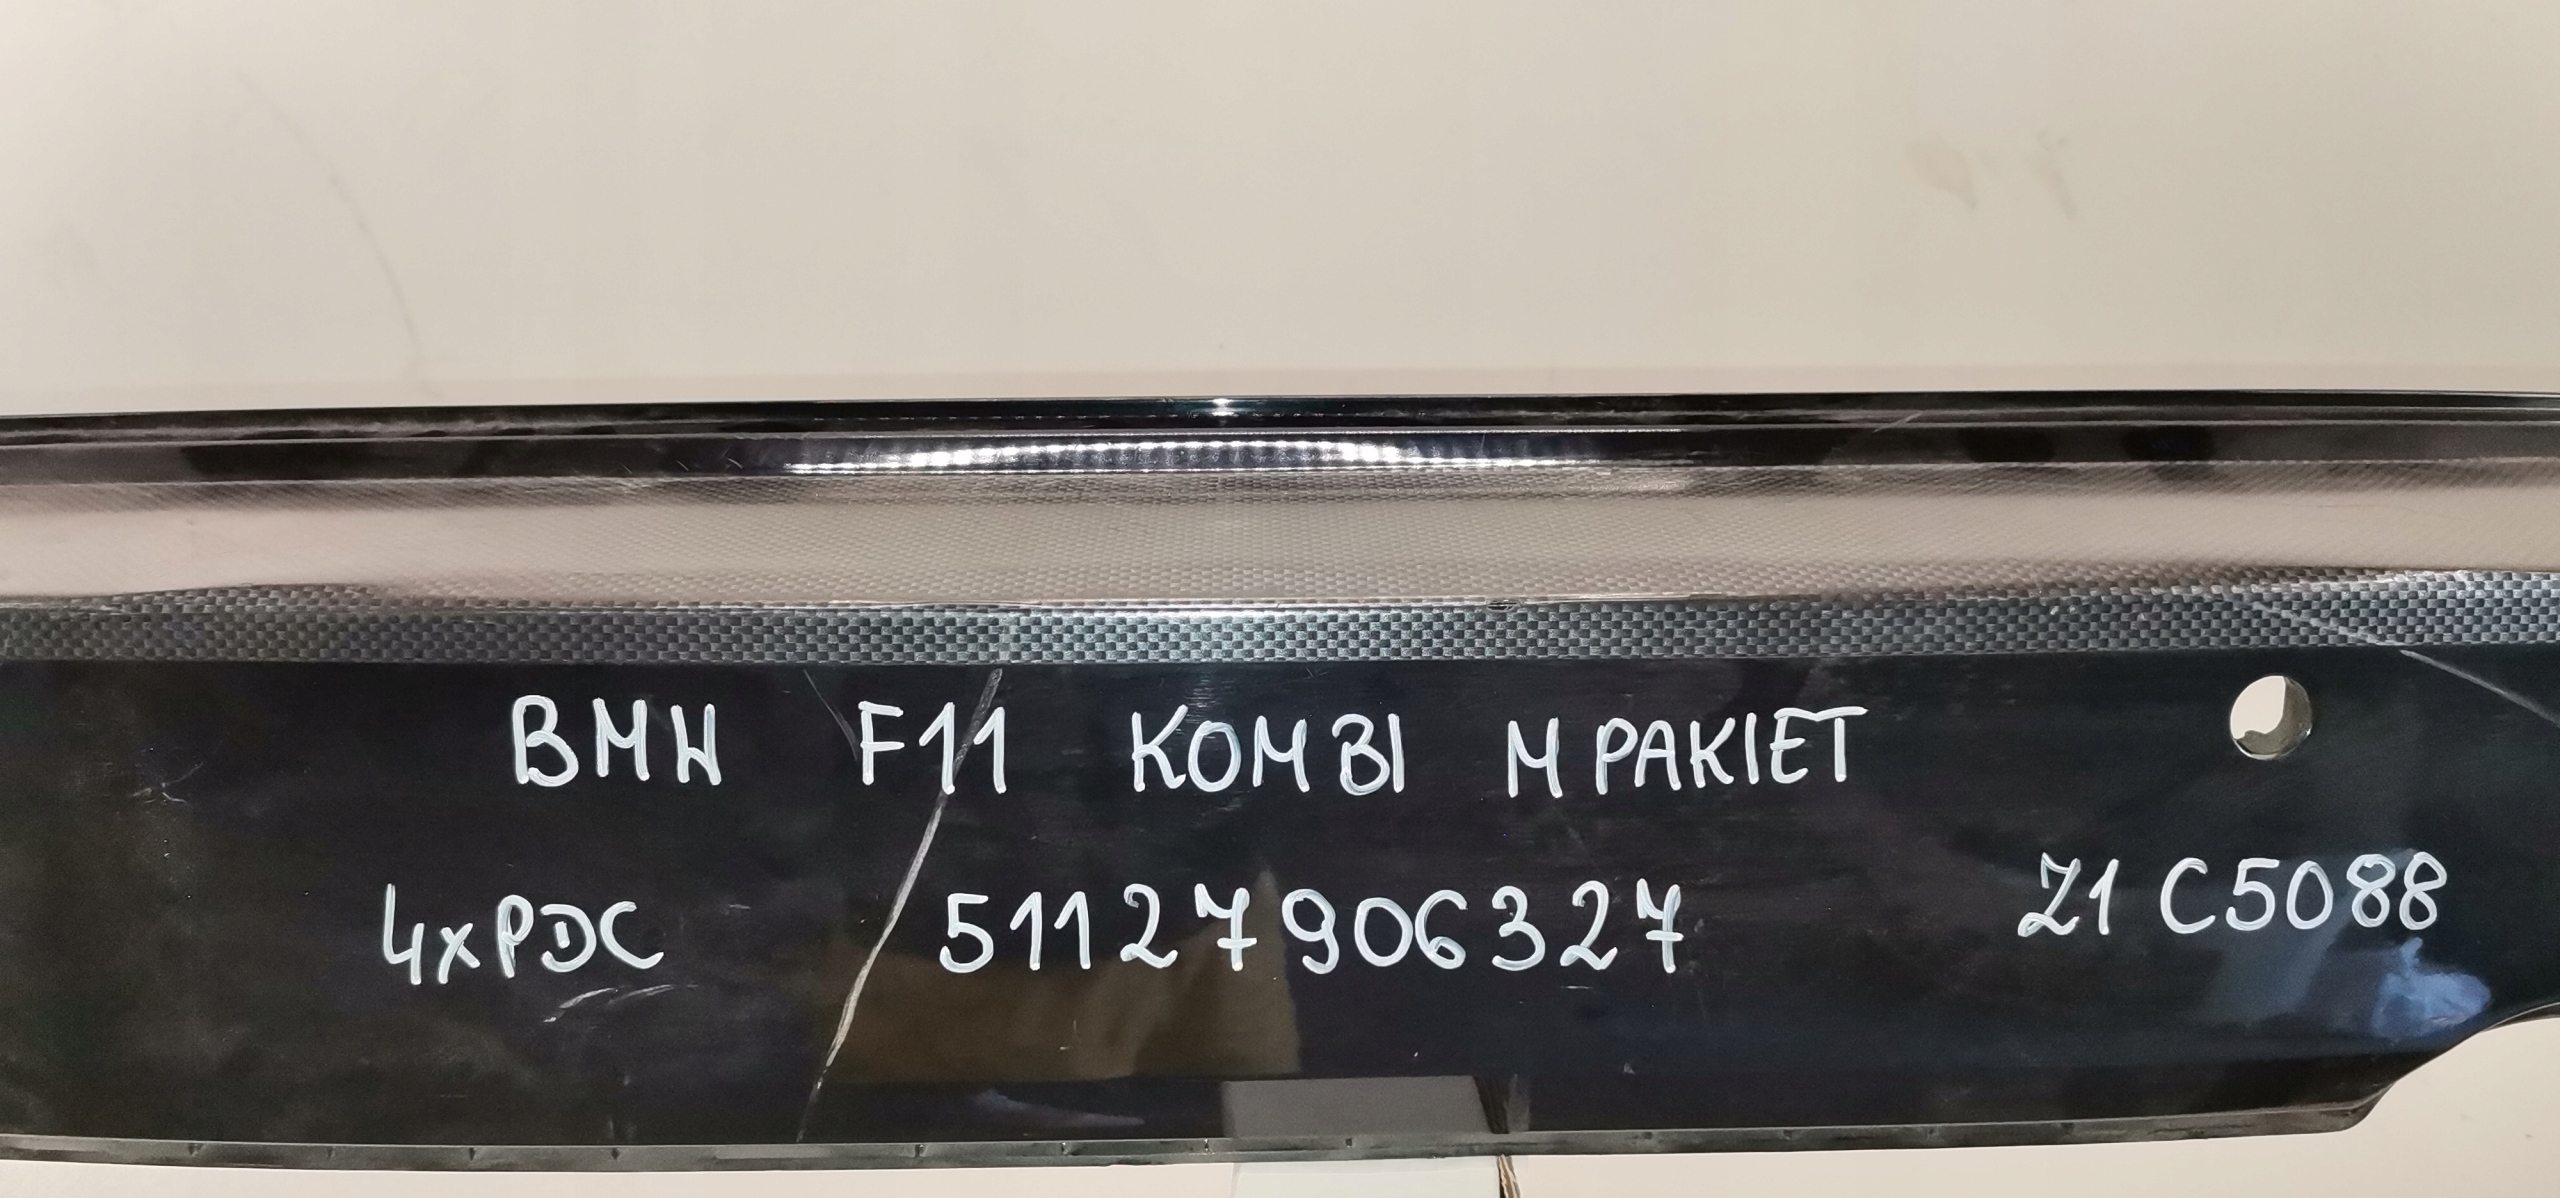 BMW F11 KOMBI M PAKIET
4xPDC 51127906327 Z1 C5088